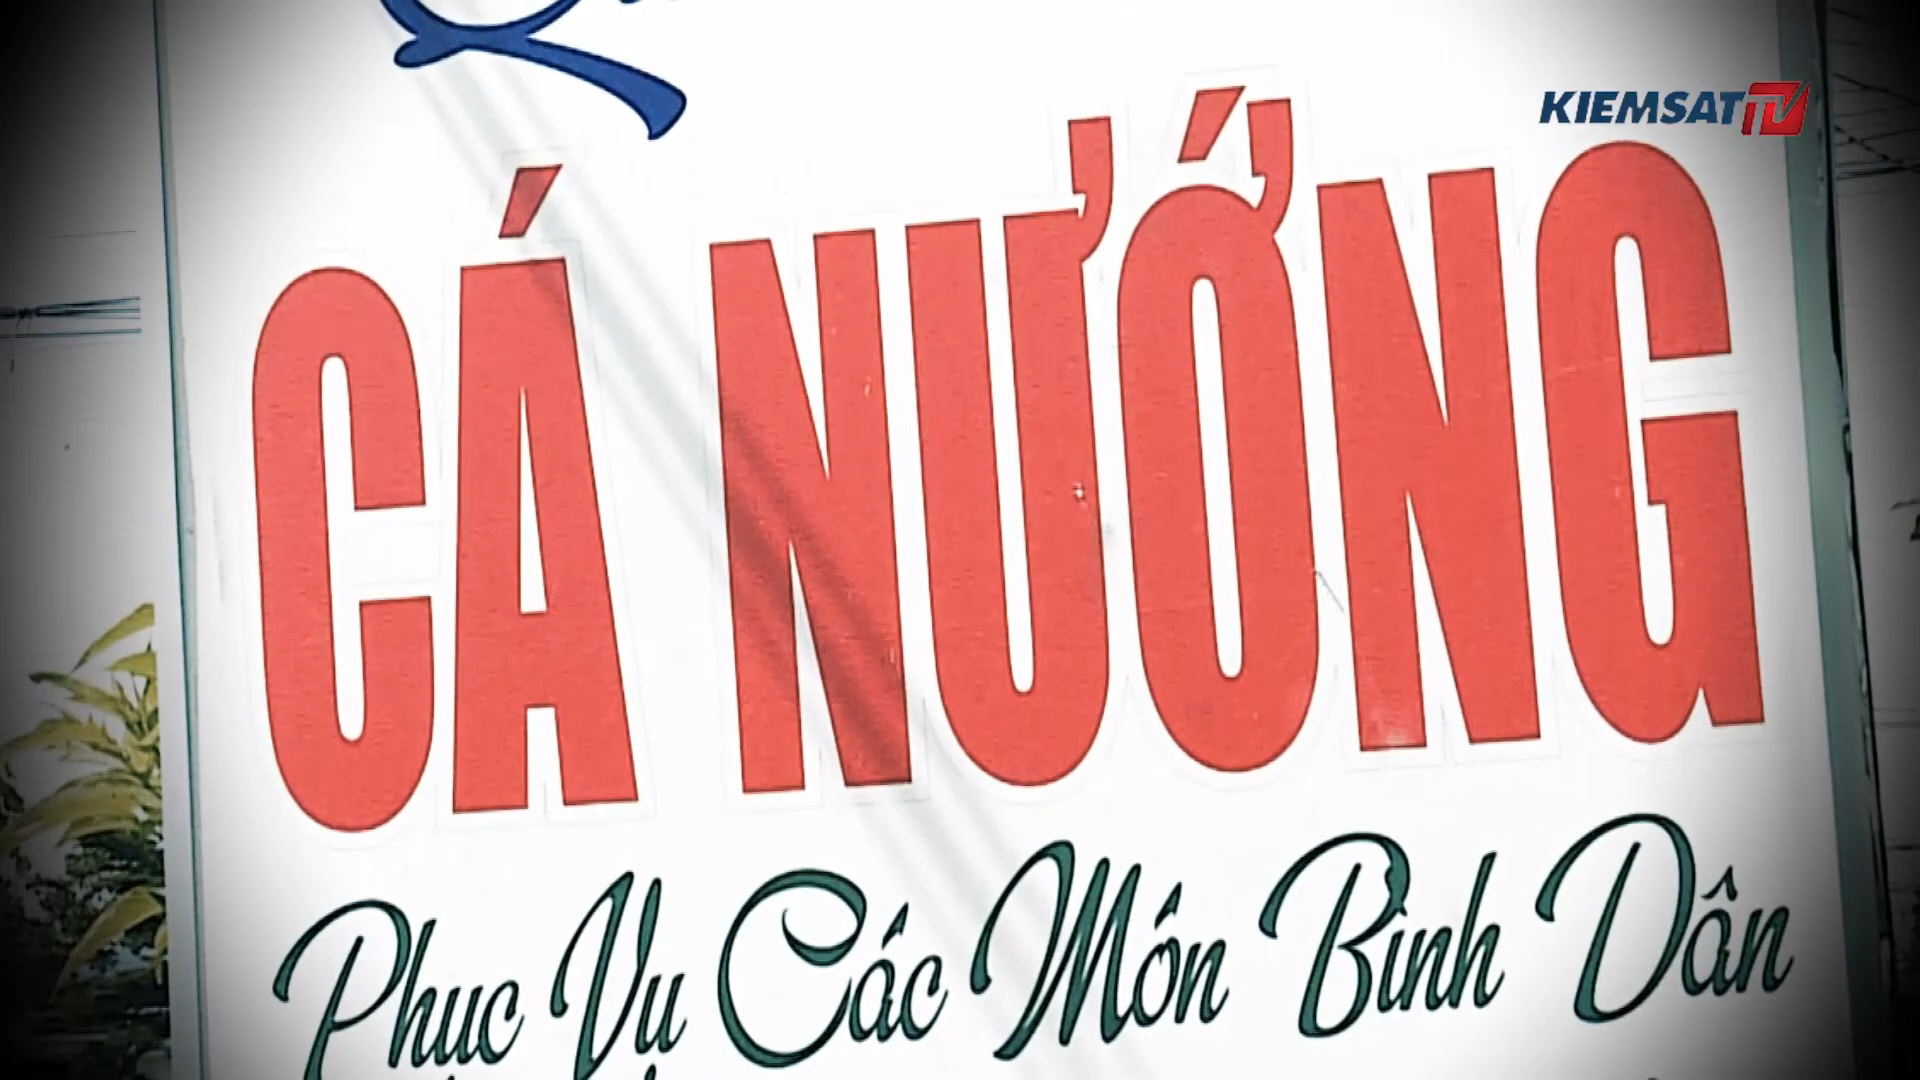 KIEMSAT TV
CÁ NƯỚNG
Phục Vụ Các Món Bình Dân